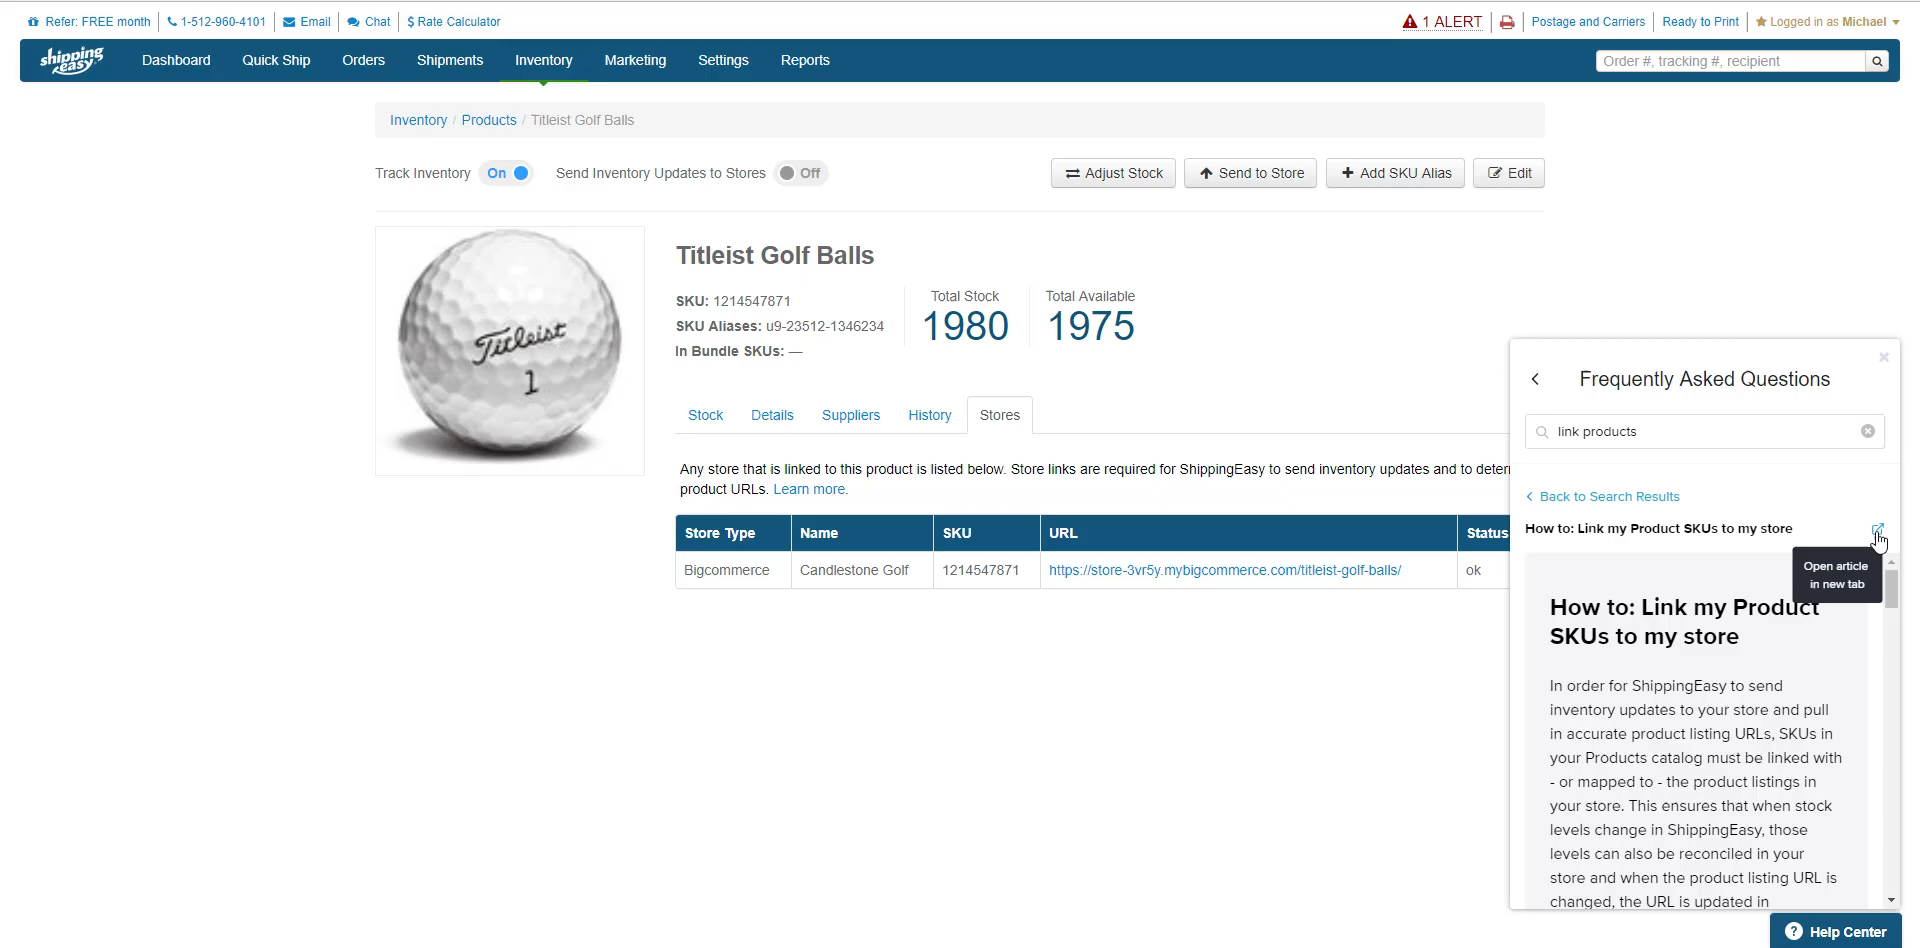 Refer: FREE month 1-512-960-4101 Email Chat $ Rate Calculator 1 ALERT Postage and Carriers Ready to Print Logged in as Michael
shipping easy Dashboard Quick Ship Orders Shipments Inventory Marketing Settings Reports Order #, tracking #, recipient
Inventory / Products / Titleist Golf Balls
Track Inventory On Send Inventory Updates to Stores Off Adjust Stock Send to Store Add SKU Alias Edit
Titleist
1
Titleist Golf Balls
SKU: 1214547871
SKU Aliases: u9-23512-1346234
In Bundle SKUs: —
Total Stock
1980
Total Available
1975
Stock Details Suppliers History Stores
Any store that is linked to this product is listed below. Store links are required for ShippingEasy to send inventory updates and to deter
product URLs. Learn more.
Store Type Name SKU URL Status
Bigcommerce Candlestone Golf 1214547871 https://store-3vr5y.mybigcommerce.com/titleist-golf-balls/ ok
Frequently Asked Questions
link products
Back to Search Results
How to: Link my Product SKUs to my store
Open article
in new tab
How to: Link my Product
SKUs to my store
In order for ShippingEasy to send
inventory updates to your store and pull
in accurate product listing URLs, SKUs in
your Products catalog must be linked with
- or mapped to - the product listings in
your store. This ensures that when stock
levels change in ShippingEasy, those
levels can also be reconciled in your
store and when the product listing URL is
changed, the URL is updated in
? Help Center